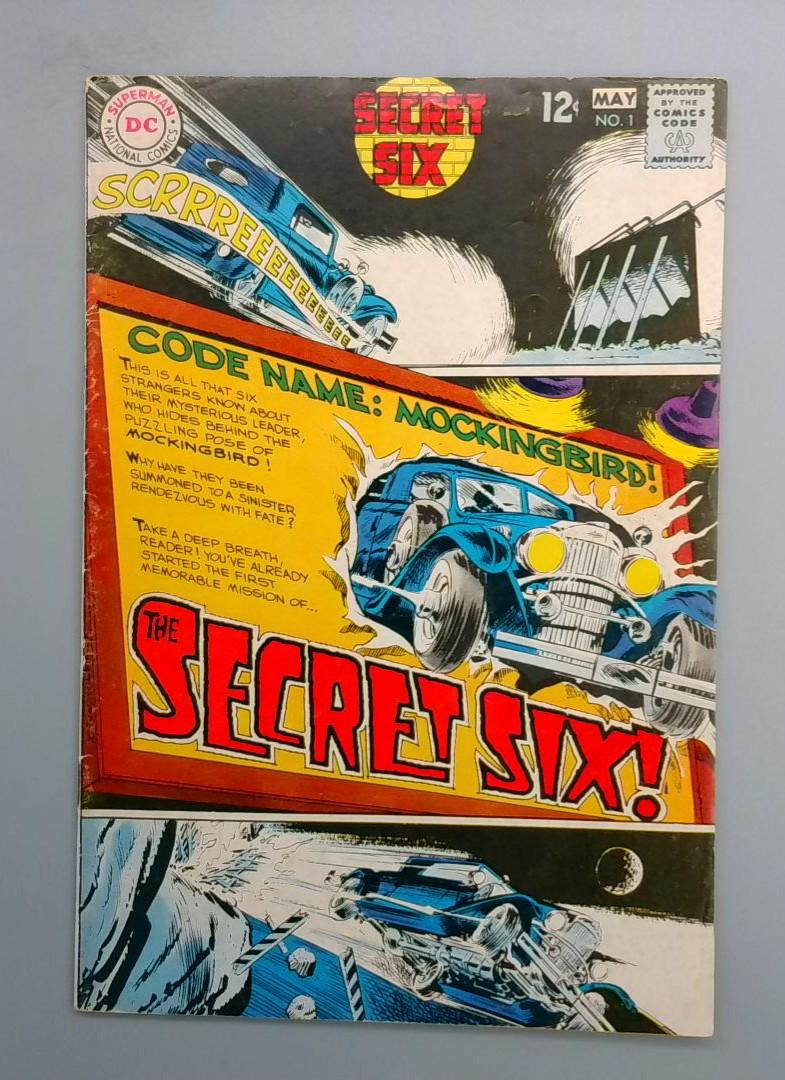 SUPERMAN
DC
NATIONAL COMICS
SECRET
SIX
12¢
MAY
NO. 1
APPROVED
BY THE
COMICS
CODE
CA
AUTHORITY
SCRRREEEEEEEEEEEEE
CODE NAME: MOCKINGBIRD!
THIS IS ALL THAT SIX
STRANGERS KNOW ABOUT
THEIR MYSTERIOUS LEADER,
WHO HIDES BEHIND THE
PUZZLING POSE OF
MOCKINGBIRD!
WHY HAVE THEY BEEN
SUMMONED TO A SINISTER
RENDEZVOUS WITH FATE?
TAKE A DEEP BREATH,
READER! YOU'VE ALREADY
STARTED THE FIRST
MEMORABLE MISSION OF...
THE
SECRET SIX!